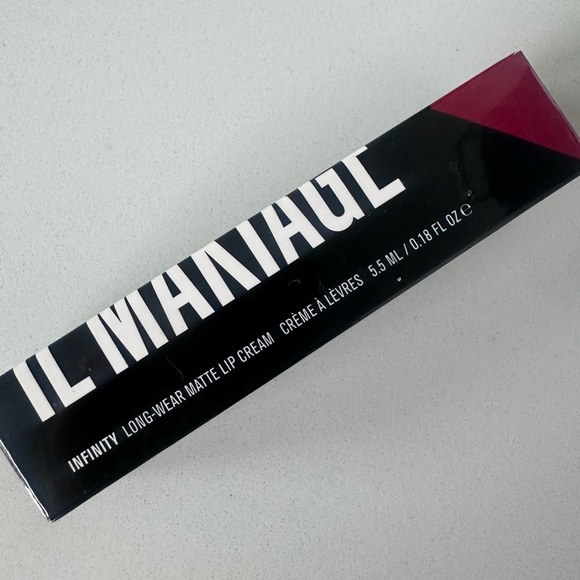 IL MAKIAGE
INFINITY LONG-WEAR MATTE LIP CREAM CRÈME À LÈVRES 5.5 ML / 0.18 FL OZ ℮